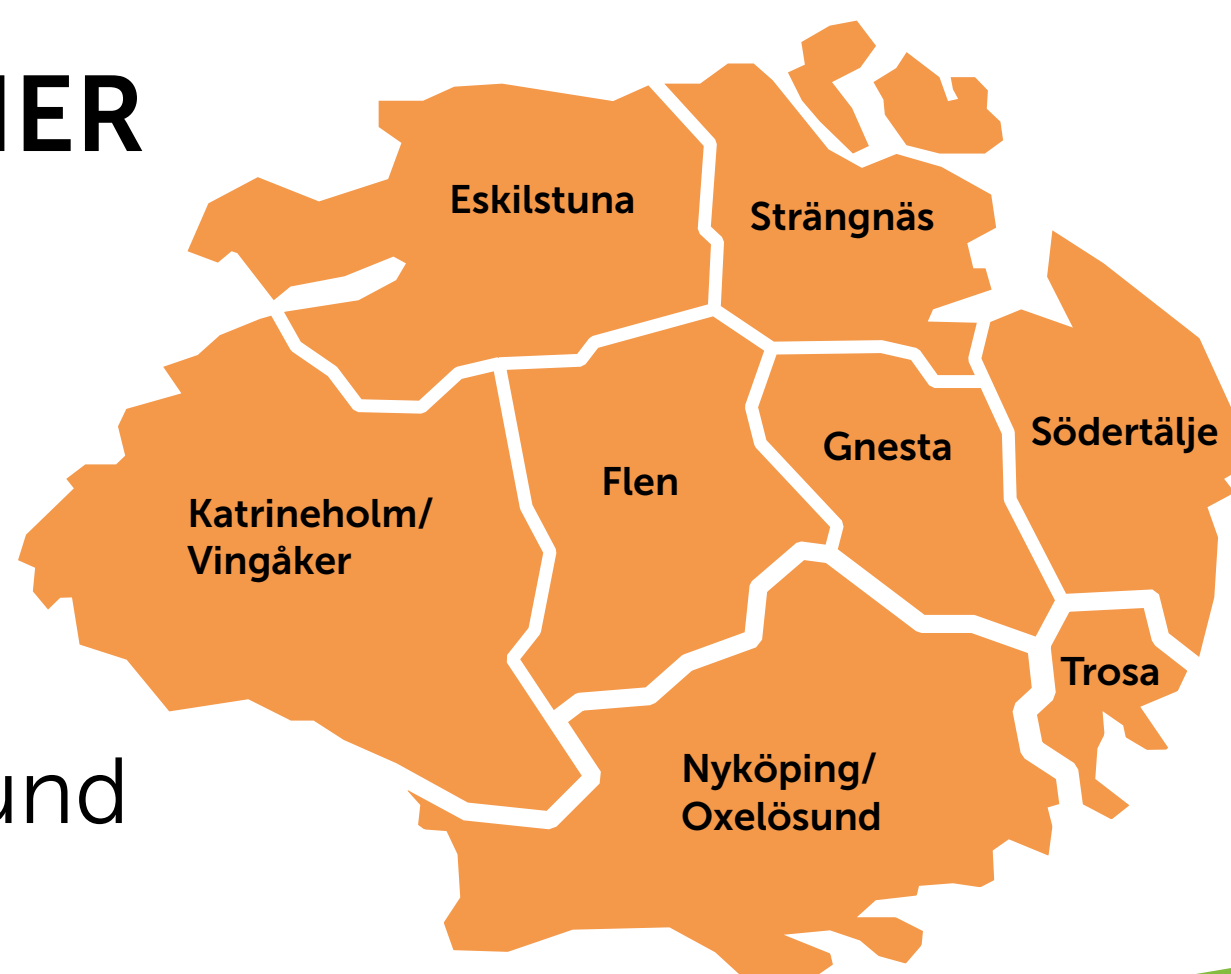 IER
Eskilstuna
Strängnäs
Södertälje
Gnesta
Flen
Katrineholm/
Vingåker
Trosa
Nyköping/
Oxelösund
und